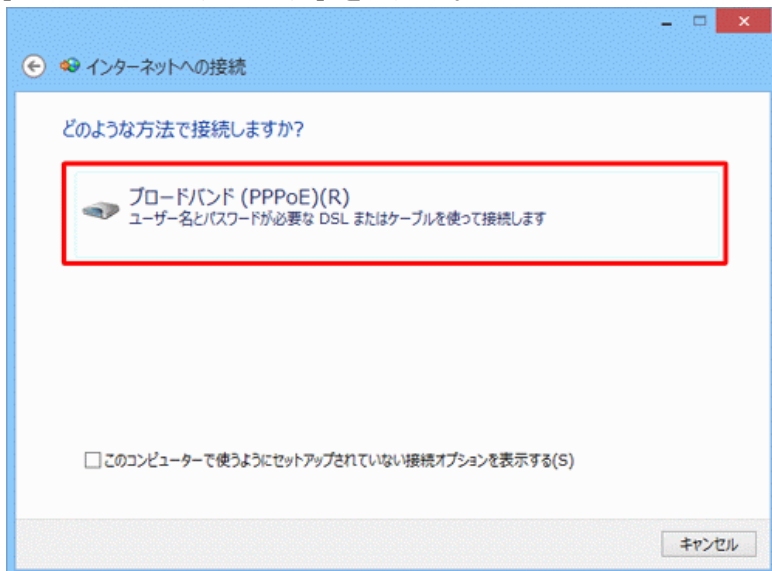 インターネットへの接続
どのような方法で接続しますか?
ブロードバンド (PPPoE)(R)
ユーザー名とパスワードが必要な DSL またはケーブルを使って接続します
このコンピューターで使うようにセットアップされていない接続オプションを表示する(S)
キャンセル